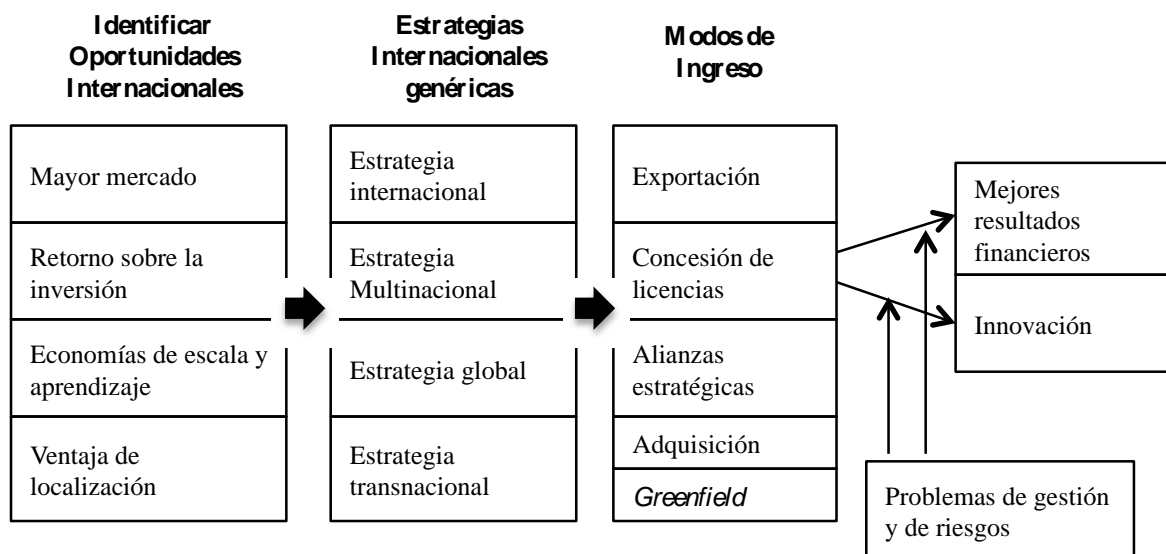 Identificar
Oportunidades
Internacionales
Estrategias
Internacionales
genéricas
Modos de
Ingreso
Mayor mercado
Retorno sobre la
inversión
Economías de escala y
aprendizaje
Ventaja de
localización
Estrategia
internacional
Estrategia
Multinacional
Estrategia global
Estrategia
transnacional
Exportación
Concesión de
licencias
Alianzas
estratégicas
Adquisición
Greenfield
Mejores
resultados
financieros
Innovación
Problemas de gestión
y de riesgos